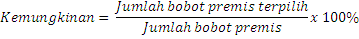 Kemungkinan = Jumlah bobot premis terpilih / Jumlah bobot premis x 100%